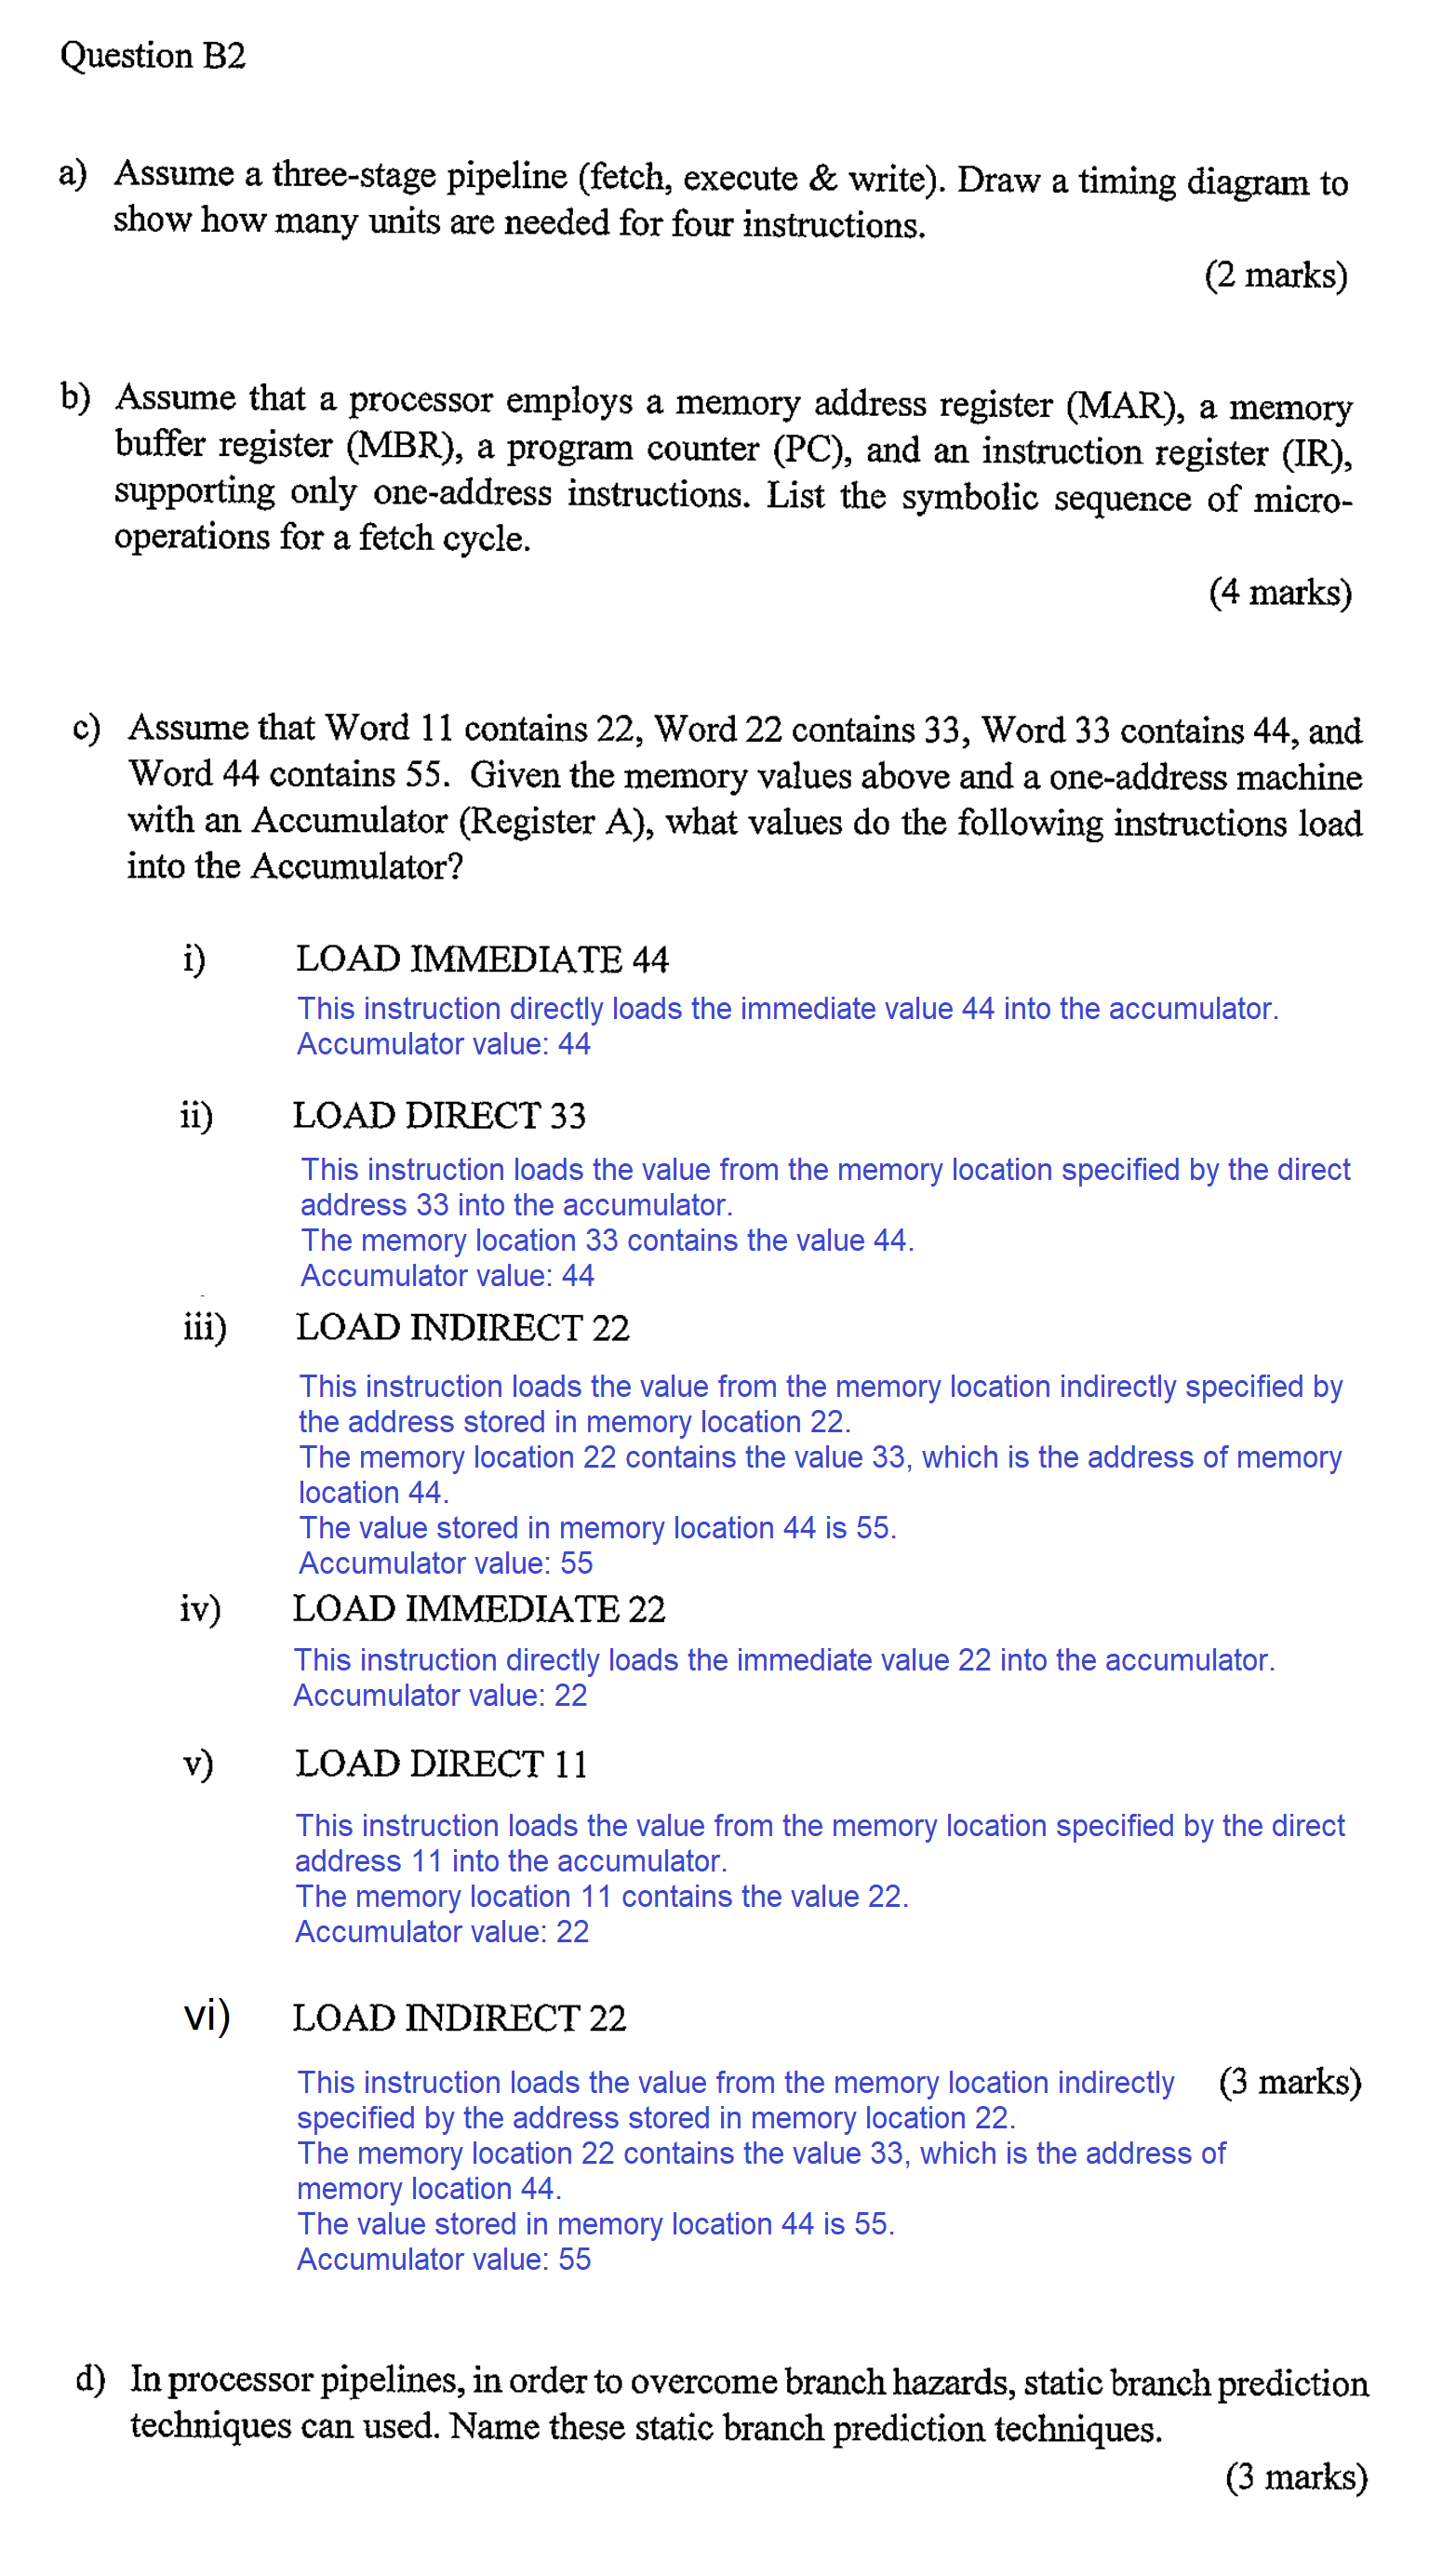 Question B2
a) Assume a three-stage pipeline (fetch, execute & write). Draw a timing diagram to
show how many units are needed for four instructions.
(2 marks)
b) Assume that a processor employs a memory address register (MAR), a memory
buffer register (MBR), a program counter (PC), and an instruction register (IR),
supporting only one-address instructions. List the symbolic sequence of micro-
operations for a fetch cycle.
(4 marks)
c) Assume that Word 11 contains 22, Word 22 contains 33, Word 33 contains 44, and
Word 44 contains 55. Given the memory values above and a one-address machine
with an Accumulator (Register A), what values do the following instructions load
into the Accumulator?
i) LOAD IMMEDIATE 44
This instruction directly loads the immediate value 44 into the accumulator.
Accumulator value: 44
ii) LOAD DIRECT 33
This instruction loads the value from the memory location specified by the direct
address 33 into the accumulator.
The memory location 33 contains the value 44.
Accumulator value: 44
iii) LOAD INDIRECT 22
This instruction loads the value from the memory location indirectly specified by
the address stored in memory location 22.
The memory location 22 contains the value 33, which is the address of memory
location 44.
The value stored in memory location 44 is 55.
Accumulator value: 55
iv) LOAD IMMEDIATE 22
This instruction directly loads the immediate value 22 into the accumulator.
Accumulator value: 22
v) LOAD DIRECT 11
This instruction loads the value from the memory location specified by the direct
address 11 into the accumulator.
The memory location 11 contains the value 22.
Accumulator value: 22
vi) LOAD INDIRECT 22
This instruction loads the value from the memory location indirectly (3 marks)
specified by the address stored in memory location 22.
The memory location 22 contains the value 33, which is the address of
memory location 44.
The value stored in memory location 44 is 55.
Accumulator value: 55
d) In processor pipelines, in order to overcome branch hazards, static branch prediction
techniques can used. Name these static branch prediction techniques.
(3 marks)